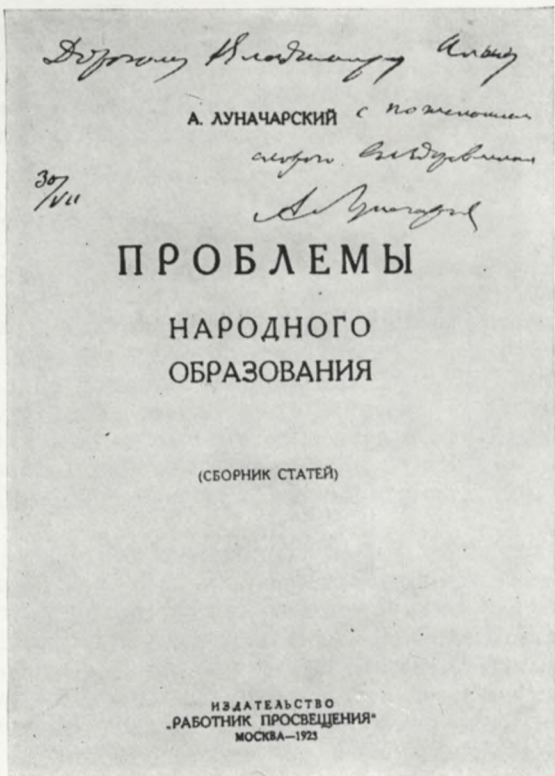 Дорогому Владимиру Ильичу
А. ЛУНАЧАРСКИЙ с пожеланием
скорого выздоровления
30/VII
А. Луначарский
ПРОБЛЕМЫ
НАРОДНОГО
ОБРАЗОВАНИЯ
(СБОРНИК СТАТЕЙ)
ИЗДАТЕЛЬСТВО
„РАБОТНИК ПРОСВЕЩЕНИЯ“
МОСКВА—1923